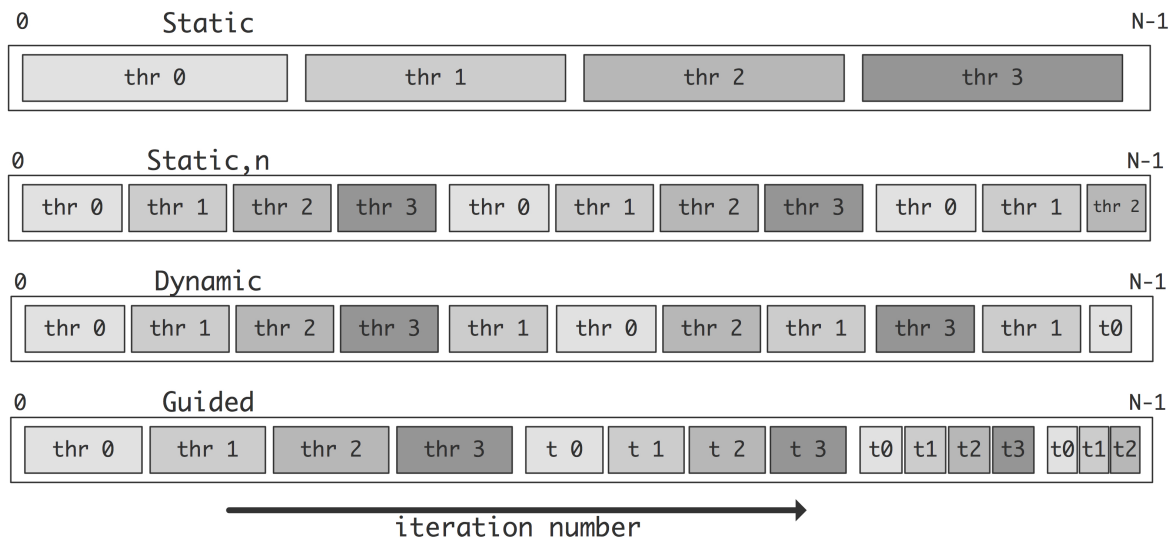 0 Static N-1
thr 0 thr 1 thr 2 thr 3
0 Static,n N-1
thr 0 thr 1 thr 2 thr 3 thr 0 thr 1 thr 2 thr 3 thr 0 thr 1 thr 2
0 Dynamic N-1
thr 0 thr 1 thr 2 thr 3 thr 1 thr 0 thr 2 thr 1 thr 3 thr 1 t0
0 Guided N-1
thr 0 thr 1 thr 2 thr 3 t 0 t 1 t 2 t 3 t0 t1 t2 t3 t0 t1 t2
iteration number